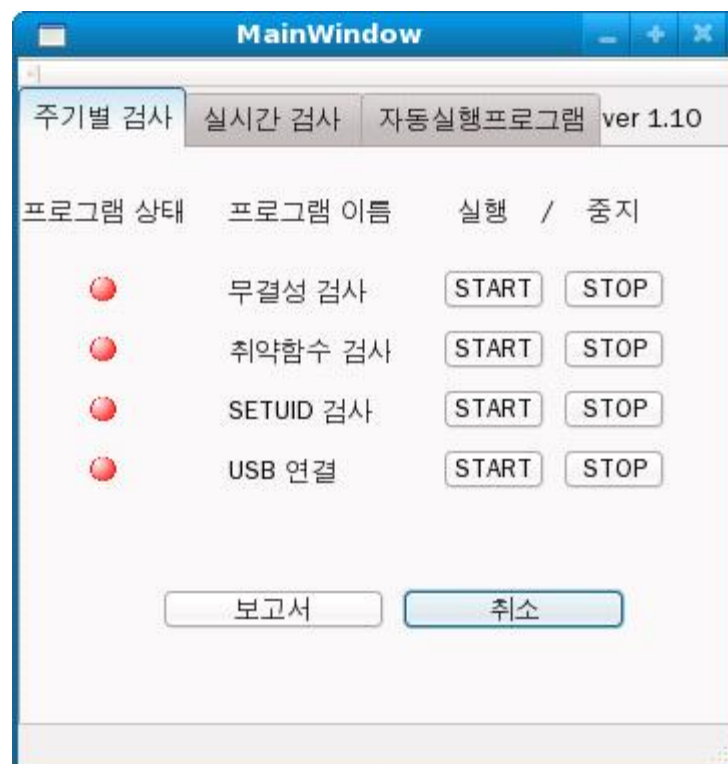 MainWindow
주기별 검사 실시간 검사 자동실행프로그램 ver 1.10
프로그램 상태 프로그램 이름 실행 / 중지
무결성 검사 START STOP
취약함수 검사 START STOP
SETUID 검사 START STOP
USB 연결 START STOP
보고서 취소